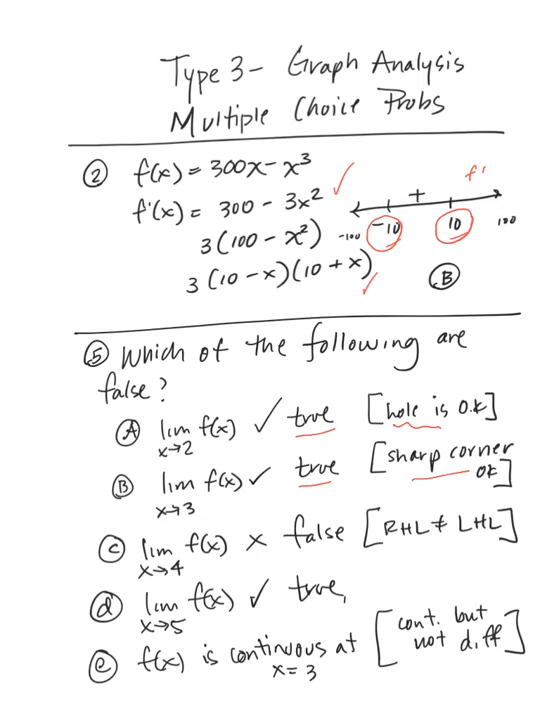 Type 3- Graph Analysis
Multiple Choice Probs
② f(x) = 300x - x³
f'(x) = 300 - 3x² ✓
3(100 - x²)
3(10 - x)(10 + x) ✓
f'
+
-100 -10 10 100
Ⓑ
⑤ Which of the following are
false?
Ⓐ lim f(x) ✓ true [hole is O.K]
x→2
Ⓑ lim f(x) ✓ true [sharp corner
ok]
x→3
ⓒ lim f(x) x false [RHL ≠ LHL]
x→4
ⓓ lim f(x) ✓ true,
x→5
ⓔ f(x) is continuous at [cont. but
not diff]
x = 3